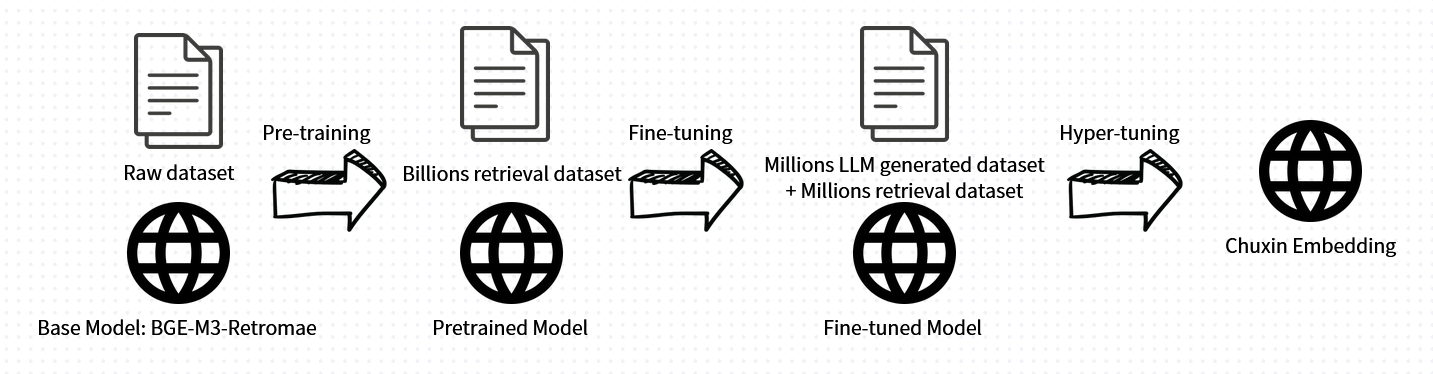 Pre-training
Raw dataset
Base Model: BGE-M3-Retromae
Fine-tuning
Billions retrieval dataset
Pretrained Model
Hyper-tuning
Millions LLM generated dataset
+ Millions retrieval dataset
Fine-tuned Model
Chuxin Embedding